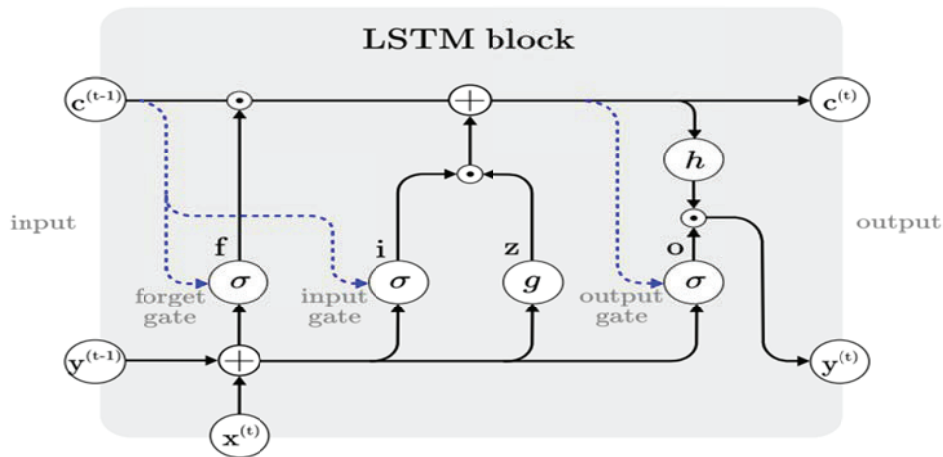 LSTM block
c^(t-1)
+
c^(t)
h
input
output
f
i
z
o
σ
σ
g
σ
forget
gate
input
gate
output
gate
y^(t-1)
+
y^(t)
x^(t)